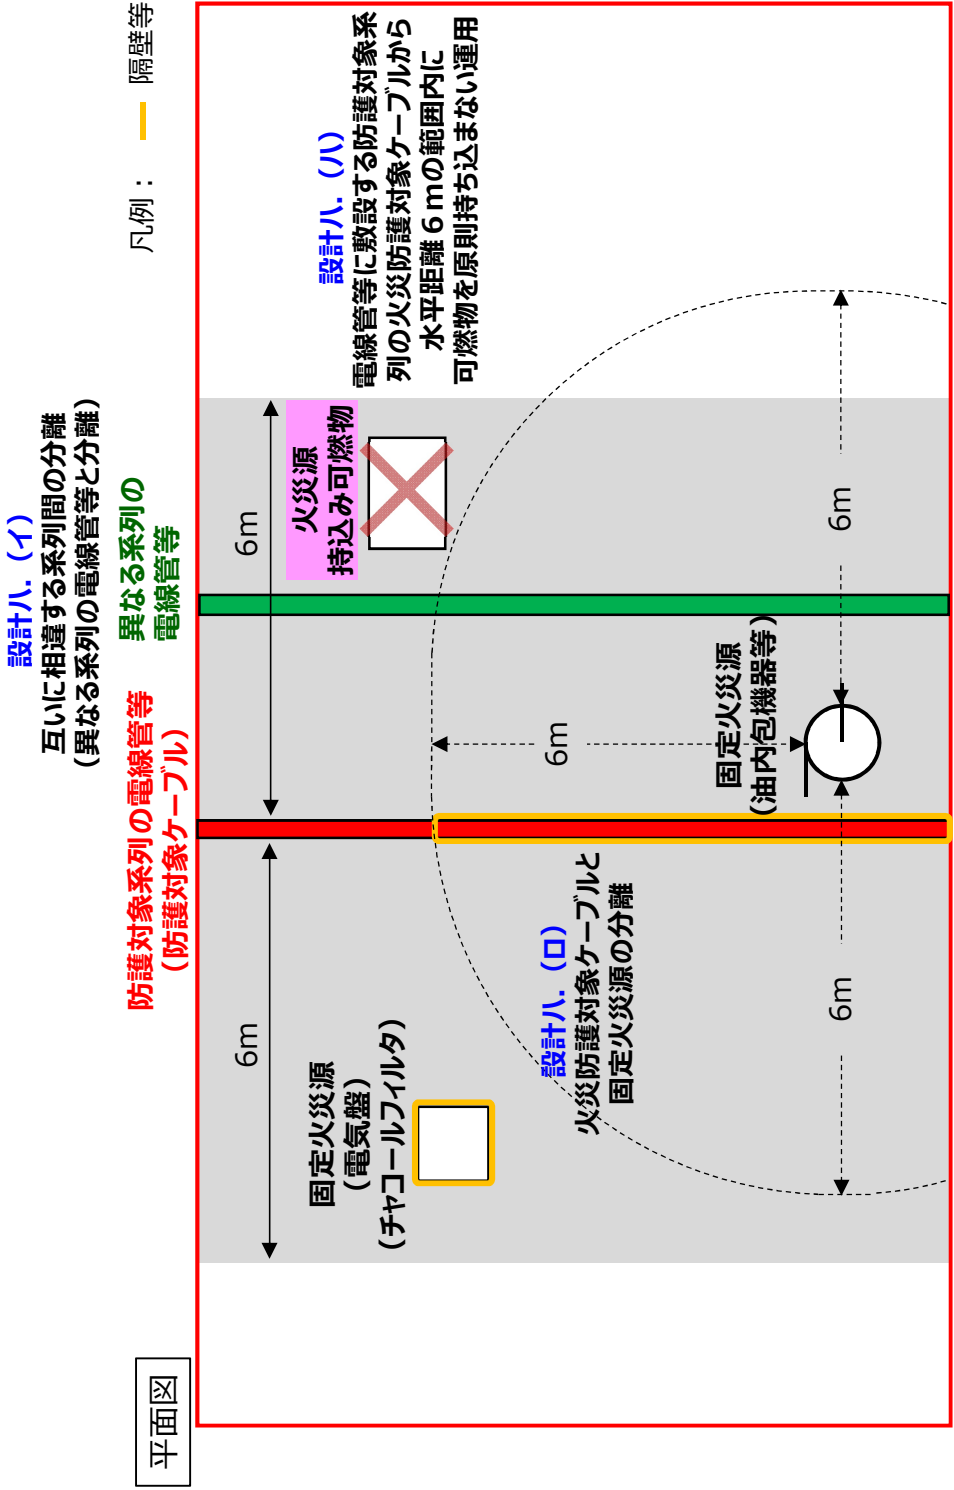 平面図
設計ハ．（イ）
互いに相違する系列間の分離
（異なる系列の電線管等と分離）
防護対象系列の電線管等
（防護対象ケーブル）
異なる系列の
電線管等
凡例：
隔壁等
6m
6m
固定火災源
（電気盤）
（チャコールフィルタ）
火災源
持込み可燃物
設計ハ．（ハ）
電線管等に敷設する防護対象系
列の火災防護対象ケーブルから
水平距離６ｍの範囲内に
可燃物を原則持ち込まない運用
設計ハ．（ロ）
火災防護対象ケーブルと
固定火災源の分離
6m
固定火災源
（油内包機器等）
6m
6m